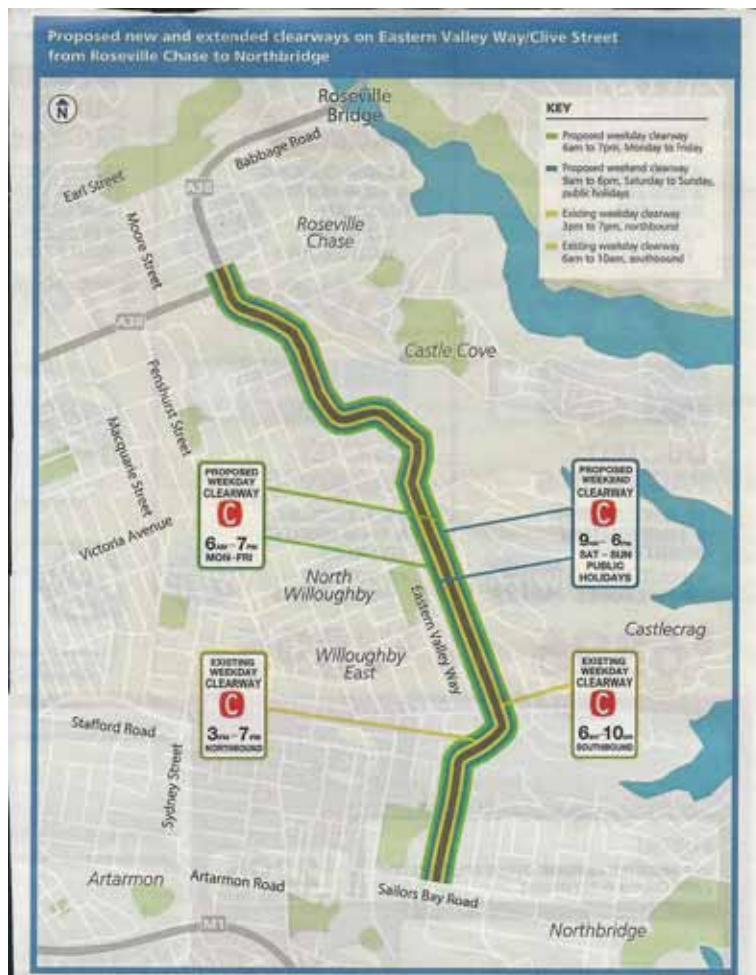 Proposed new and extended clearways on Eastern Valley Way/Clive Street
from Roseville Chase to Northbridge
N
Roseville
Bridge
KEY
Proposed weekday clearway
6am to 7pm, Monday to Friday
Proposed weekend clearway
9am to 6pm, Saturday to Sunday,
public holidays
Existing weekday clearway
3pm to 7pm, northbound
Existing weekday clearway
6am to 10am, southbound
Babbage Road
Earl Street
A38
Moore Street
Roseville
Chase
A38
Castle Cove
Penshurst Street
Macquarie Street
Victoria Avenue
PROPOSED
WEEKDAY
CLEARWAY
C
6AM-7PM
MON-FRI
PROPOSED
WEEKEND
CLEARWAY
C
9AM-6PM
SAT-SUN
PUBLIC
HOLIDAYS
North
Willoughby
Eastern Valley Way
Castlecrag
Willoughby
East
EXISTING
WEEKDAY
CLEARWAY
C
3PM-7PM
NORTHBOUND
EXISTING
WEEKDAY
CLEARWAY
C
6AM-10AM
SOUTHBOUND
Stafford Road
Sydney Street
Artarmon
Artarmon Road
Sailors Bay Road
M1
Northbridge